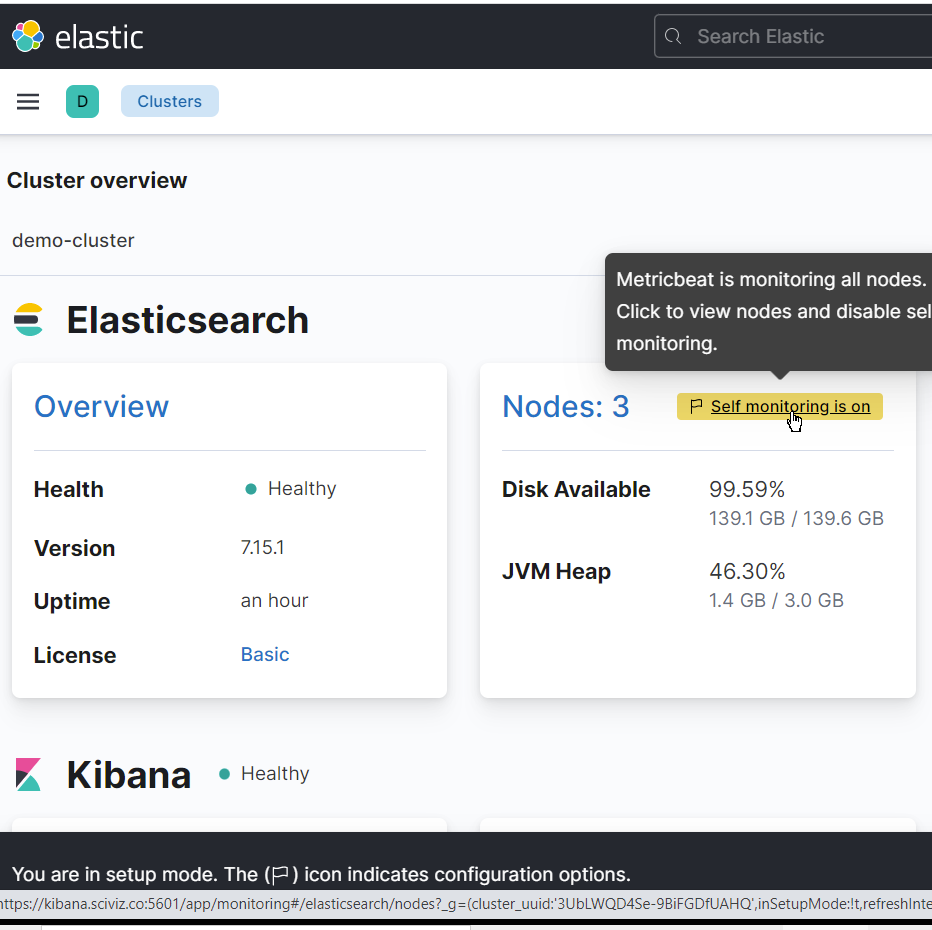 elastic
Search Elastic
D
Clusters
Cluster overview
demo-cluster
Metricbeat is monitoring all nodes.
Click to view nodes and disable sel
monitoring.
Elasticsearch
Overview
Health
Healthy
Version
7.15.1
Uptime
an hour
License
Basic
Nodes: 3
Self monitoring is on
Disk Available
99.59%
139.1 GB / 139.6 GB
JVM Heap
46.30%
1.4 GB / 3.0 GB
Kibana
Healthy
You are in setup mode. The ( ) icon indicates configuration options.
https://kibana.sciviz.co:5601/app/monitoring#/elasticsearch/nodes?_g=(cluster_uuid:'3UbLWQD4Se-9BiFGDfUAHQ',inSetupMode:!t,refreshInte